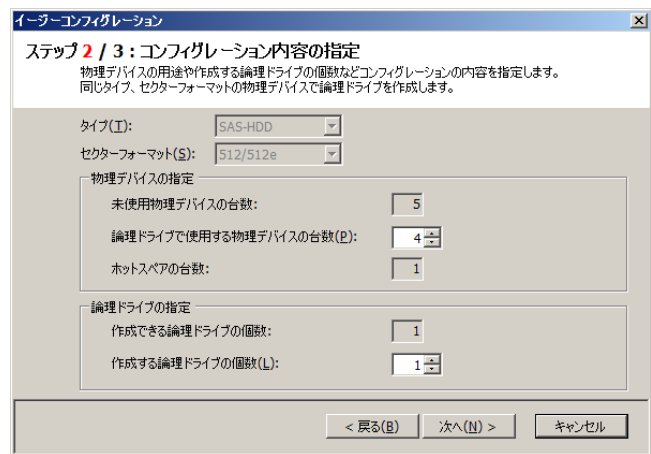 イージーコンフィグレーション
ステップ 2 / 3 : コンフィグレーション内容の指定
物理デバイスの用途や作成する論理ドライブの個数などコンフィグレーションの内容を指定します。
同じタイプ、セクターフォーマットの物理デバイスで論理ドライブを作成します。
タイプ(T): SAS-HDD
セクターフォーマット(S): 512/512e
物理デバイスの指定
未使用物理デバイスの台数: 5
論理ドライブで使用する物理デバイスの台数(P): 4
ホットスペアの台数: 1
論理ドライブの指定
作成できる論理ドライブの個数: 1
作成する論理ドライブの個数(L): 1
< 戻る(B) 次へ(N) > キャンセル